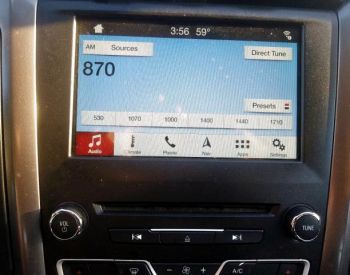 3:56 59°
AM Sources Direct Tune
870
Presets
530 1070 1000 1400 1440 1210
Audio Climate Phone Nav Apps Settings
VOL
TUNE
A/C